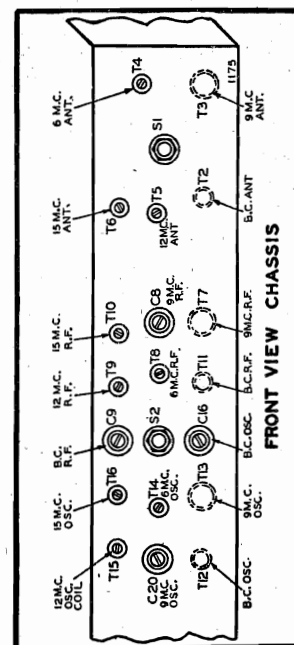 6 M.C.
ANT.
T4
1175
T3
9 M.C.
ANT.
S1
15 M.C.
ANT.
T6
T5
12 M.C.
ANT
T2
B.C. ANT
15 M.C.
R.F.
T10
C8
9 M.C.
R.F.
T7
9 M.C. R.F.
12 M.C.
R.F.
T9
T8
6 M.C. R.F.
T11
B.C. R.F.
B.C.
R.F.
C9
S2
C16
B.C. OSC.
15 M.C.
OSC.
T16
T14
6 M.C.
OSC.
T13
9 M.C. OSC.
12 M.C.
OSC.
COIL
T15
C20
9 M.C.
OSC.
T12
B.C. OSC.
FRONT VIEW CHASSIS